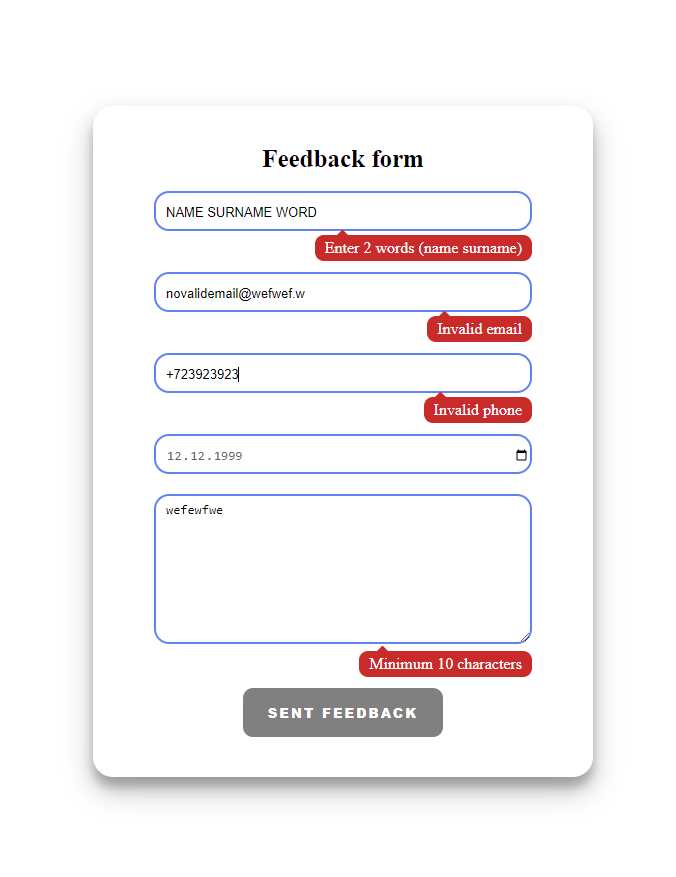 Feedback form
NAME SURNAME WORD
Enter 2 words (name surname)
novalidemail@wefwef.w
Invalid email
+723923923
Invalid phone
12.12.1999
wefewfwe
Minimum 10 characters
SENT FEEDBACK